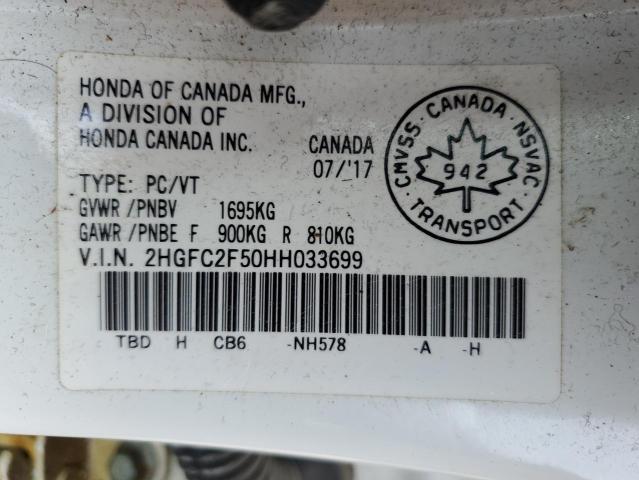 HONDA OF CANADA MFG.,
A DIVISION OF
HONDA CANADA INC.
CANADA
07/'17
TYPE: PC/VT
GVWR/PNBV 1695KG
GAWR/PNBE F 900KG R 810KG
V.I.N. 2HGFC2F50HH033699
TBD H CB6 -NH578 -A -H
CMVSS · CANADA · NSVAC
942
TRANSPORT